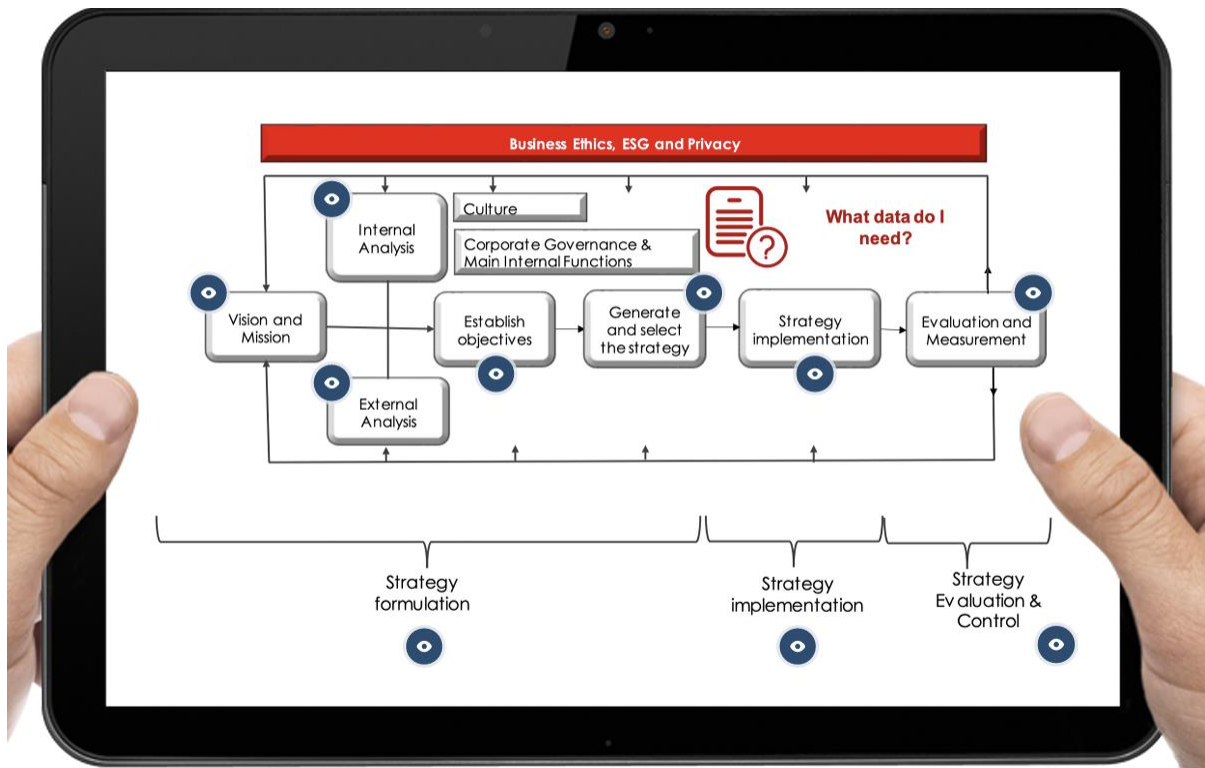 Business Ethics, ESG and Privacy
Internal
Analysis
Culture
Corporate Governance &
Main Internal Functions
What data do I
need?
Vision and
Mission
Establish
objectives
Generate
and select
the strategy
Strategy
implementation
Evaluation and
Measurement
External
Analysis
Strategy
formulation
Strategy
implementation
Strategy
Evaluation &
Control